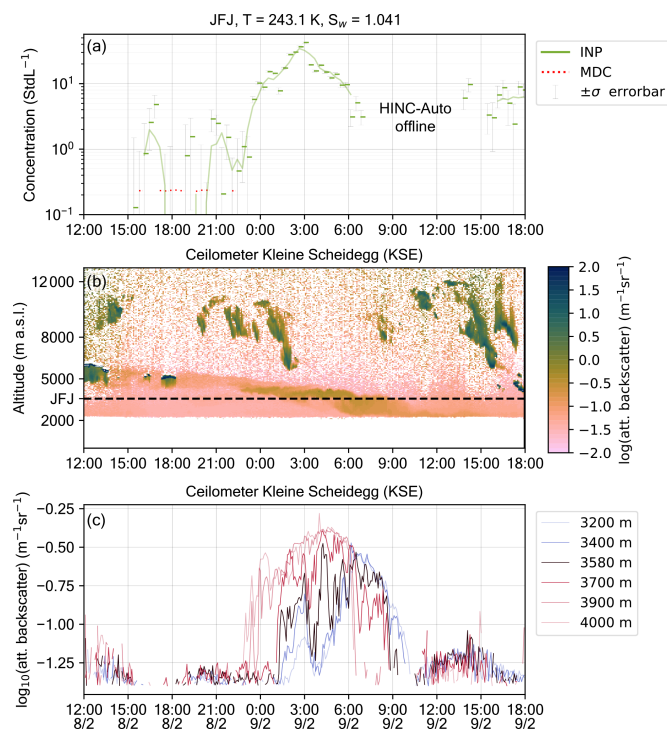 JFJ, T = 243.1 K, Sw = 1.041
(a)
Concentration (StdL⁻¹)
10¹
10⁰
10⁻¹
HINC-Auto
offline
INP
MDC
±σ errorbar
12:00 15:00 18:00 21:00 0:00 3:00 6:00 9:00 12:00 15:00 18:00
Ceilometer Kleine Scheidegg (KSE)
(b)
Altitude (m a.s.l.)
12000
8000
5000
JFJ
2000
12:00 15:00 18:00 21:00 0:00 3:00 6:00 9:00 12:00 15:00 18:00
2.0
1.5
1.0
0.5
0.0
−0.5
−1.0
−1.5
−2.0
log(att. backscatter) (m⁻¹sr⁻¹)
Ceilometer Kleine Scheidegg (KSE)
(c)
log₁₀(att. backscatter) (m⁻¹sr⁻¹)
−0.25
−0.50
−0.75
−1.00
−1.25
3200 m
3400 m
3580 m
3700 m
3900 m
4000 m
12:00 15:00 18:00 21:00 0:00 3:00 6:00 9:00 12:00 15:00 18:00
8/2 8/2 8/2 8/2 9/2 9/2 9/2 9/2 9/2 9/2 9/2